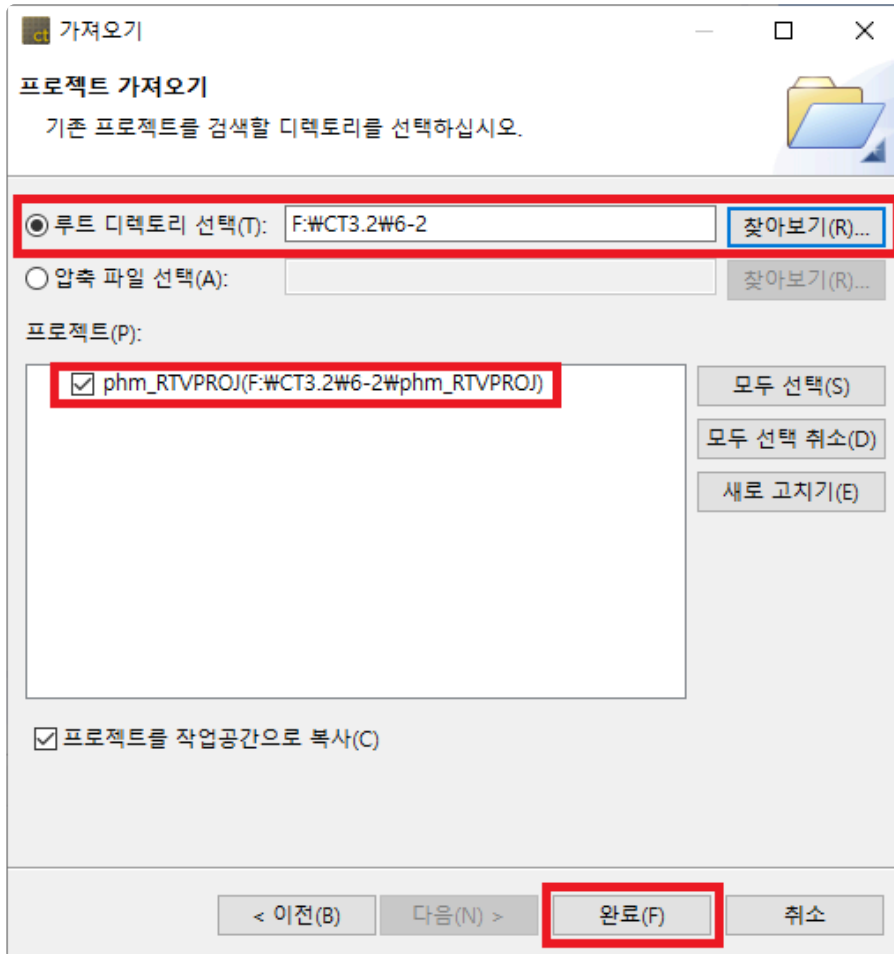 ct 가져오기
프로젝트 가져오기
기존 프로젝트를 검색할 디렉토리를 선택하십시오.
루트 디렉토리 선택(T): F:₩CT3.2₩6-2 찾아보기(R)...
압축 파일 선택(A): 찾아보기(R)...
프로젝트(P):
phm_RTVPROJ(F:₩CT3.2₩6-2₩phm_RTVPROJ)
모두 선택(S)
모두 선택 취소(D)
새로 고치기(E)
프로젝트를 작업공간으로 복사(C)
< 이전(B) 다음(N) > 완료(F) 취소